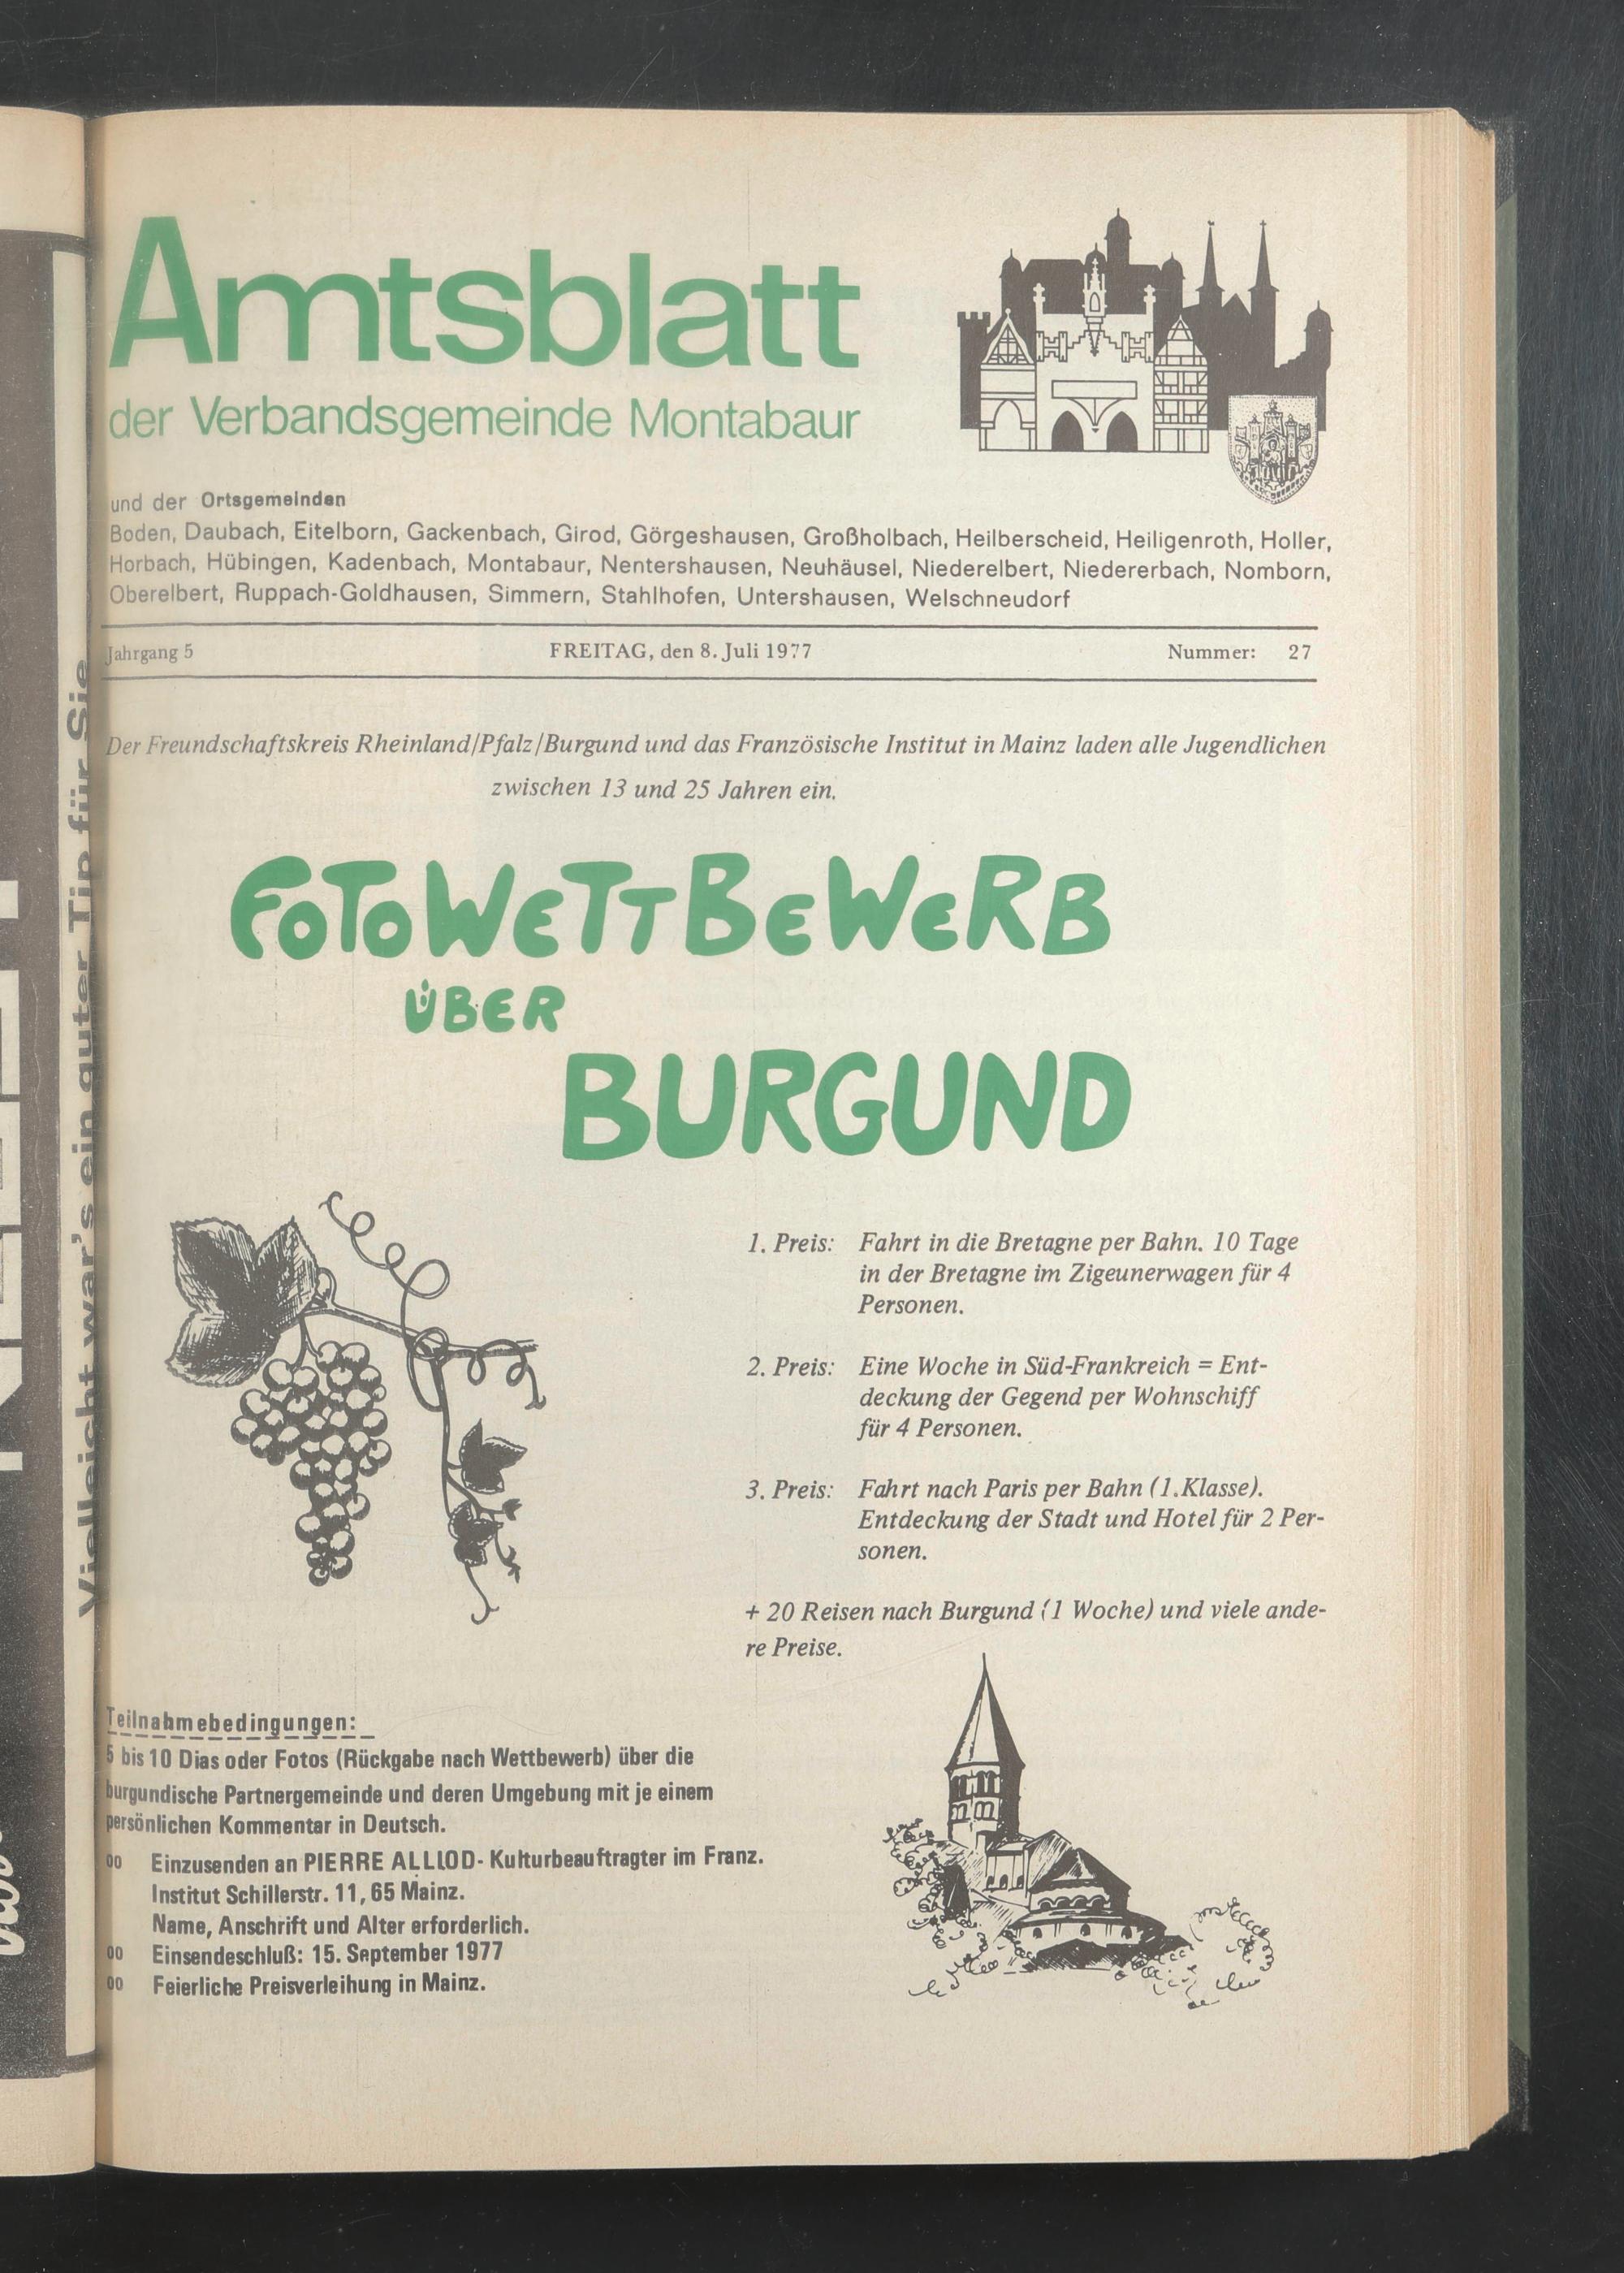 Vielleicht war's ein guter Tip für Sie
Amtsblatt
der Verbandsgemeinde Montabaur
und der Ortsgemeinden
Boden, Daubach, Eitelborn, Gackenbach, Girod, Görgeshausen, Großholbach, Heilberscheid, Heiligenroth, Holler,
Horbach, Hübingen, Kadenbach, Montabaur, Nentershausen, Neuhäusel, Niederelbert, Niedererbach, Nomborn,
Oberelbert, Ruppach-Goldhausen, Simmern, Stahlhofen, Untershausen, Welschneudorf
Jahrgang 5 FREITAG, den 8. Juli 1977 Nummer: 27
Der Freundschaftskreis Rheinland/Pfalz/Burgund und das Französische Institut in Mainz laden alle Jugendlichen
zwischen 13 und 25 Jahren ein.
FOTOWETTBEWERB
ÜBER
BURGUND
1. Preis: Fahrt in die Bretagne per Bahn. 10 Tage
in der Bretagne im Zigeunerwagen für 4
Personen.
2. Preis: Eine Woche in Süd-Frankreich = Ent-
deckung der Gegend per Wohnschiff
für 4 Personen.
3. Preis: Fahrt nach Paris per Bahn (1.Klasse).
Entdeckung der Stadt und Hotel für 2 Per-
sonen.
+ 20 Reisen nach Burgund (1 Woche) und viele ande-
re Preise.
Teilnahmebedingungen:
5 bis 10 Dias oder Fotos (Rückgabe nach Wettbewerb) über die
burgundische Partnergemeinde und deren Umgebung mit je einem
persönlichen Kommentar in Deutsch.
00 Einzusenden an PIERRE ALLIOD- Kulturbeauftragter im Franz.
Institut Schillerstr. 11, 65 Mainz.
Name, Anschrift und Alter erforderlich.
00 Einsendeschluß: 15. September 1977
00 Feierliche Preisverleihung in Mainz.